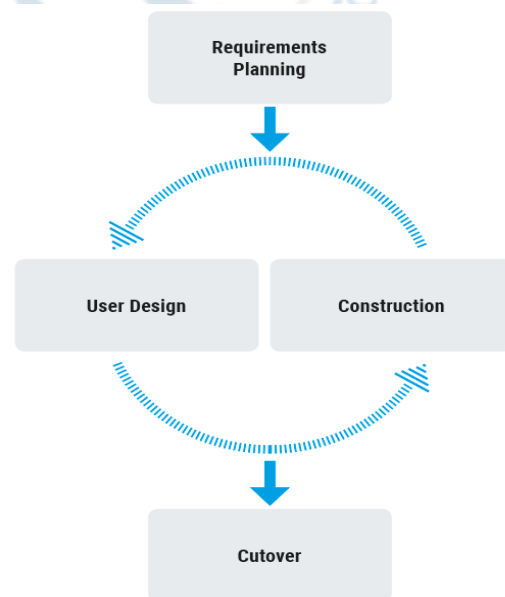 Requirements
Planning
User Design
Construction
Cutover